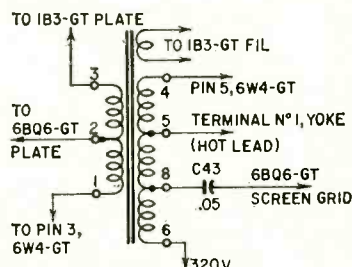 TO 1B3-GT PLATE
TO 1B3-GT FIL
3
4
PIN 5, 6W4-GT
TO
6BQ6-GT
PLATE
2
5
TERMINAL Nº1, YOKE
(HOT LEAD)
1
8
C43
.05
6BQ6-GT
SCREEN GRID
TO PIN 3,
6W4-GT
6
320V